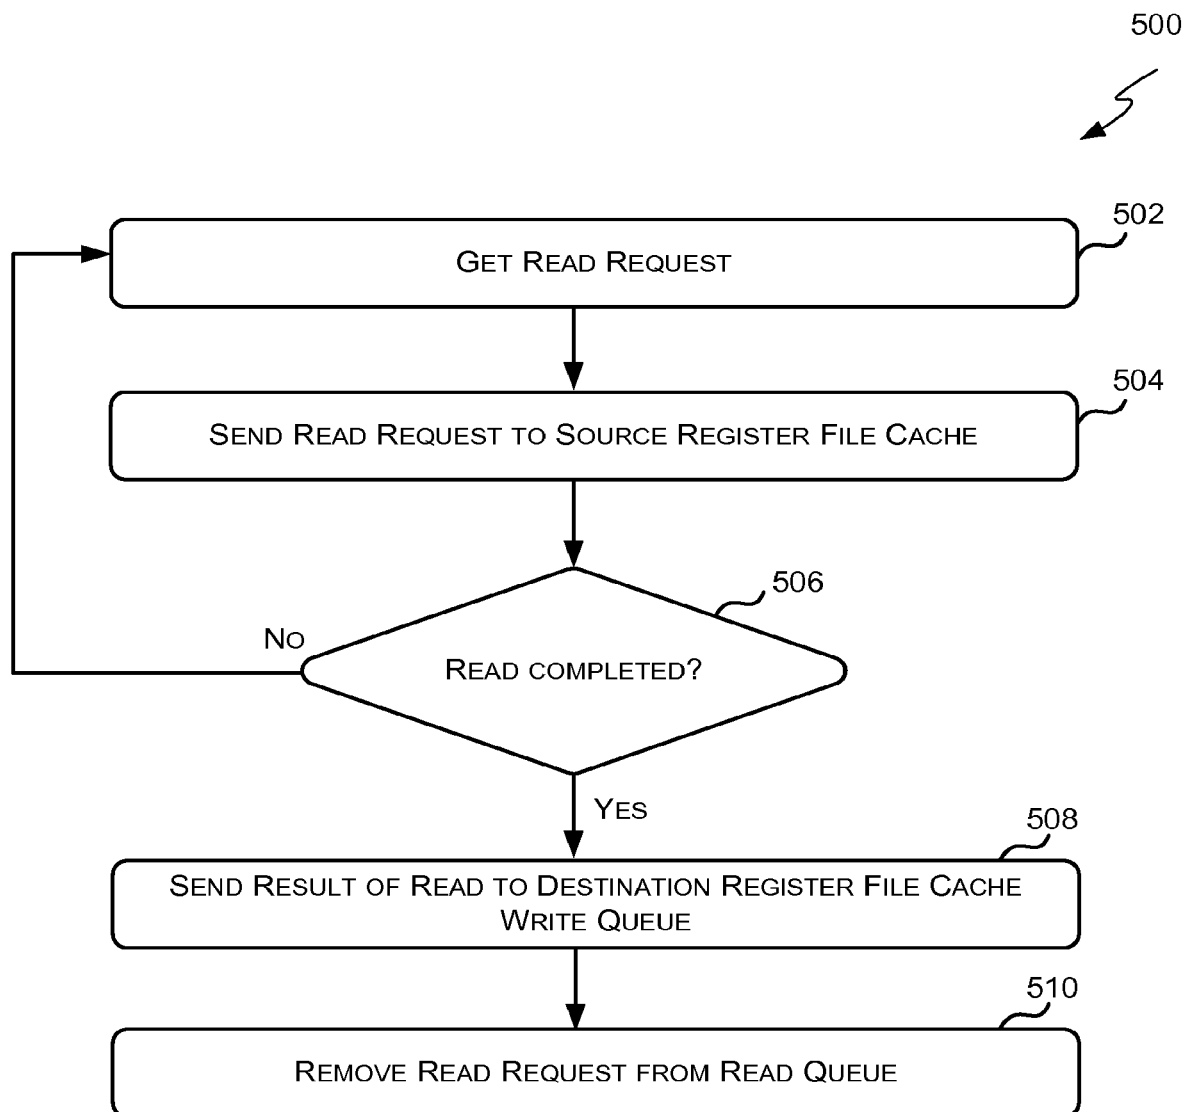 500
502
GET READ REQUEST
504
SEND READ REQUEST TO SOURCE REGISTER FILE CACHE
506
NO
READ COMPLETED?
YES
508
SEND RESULT OF READ TO DESTINATION REGISTER FILE CACHE
WRITE QUEUE
510
REMOVE READ REQUEST FROM READ QUEUE